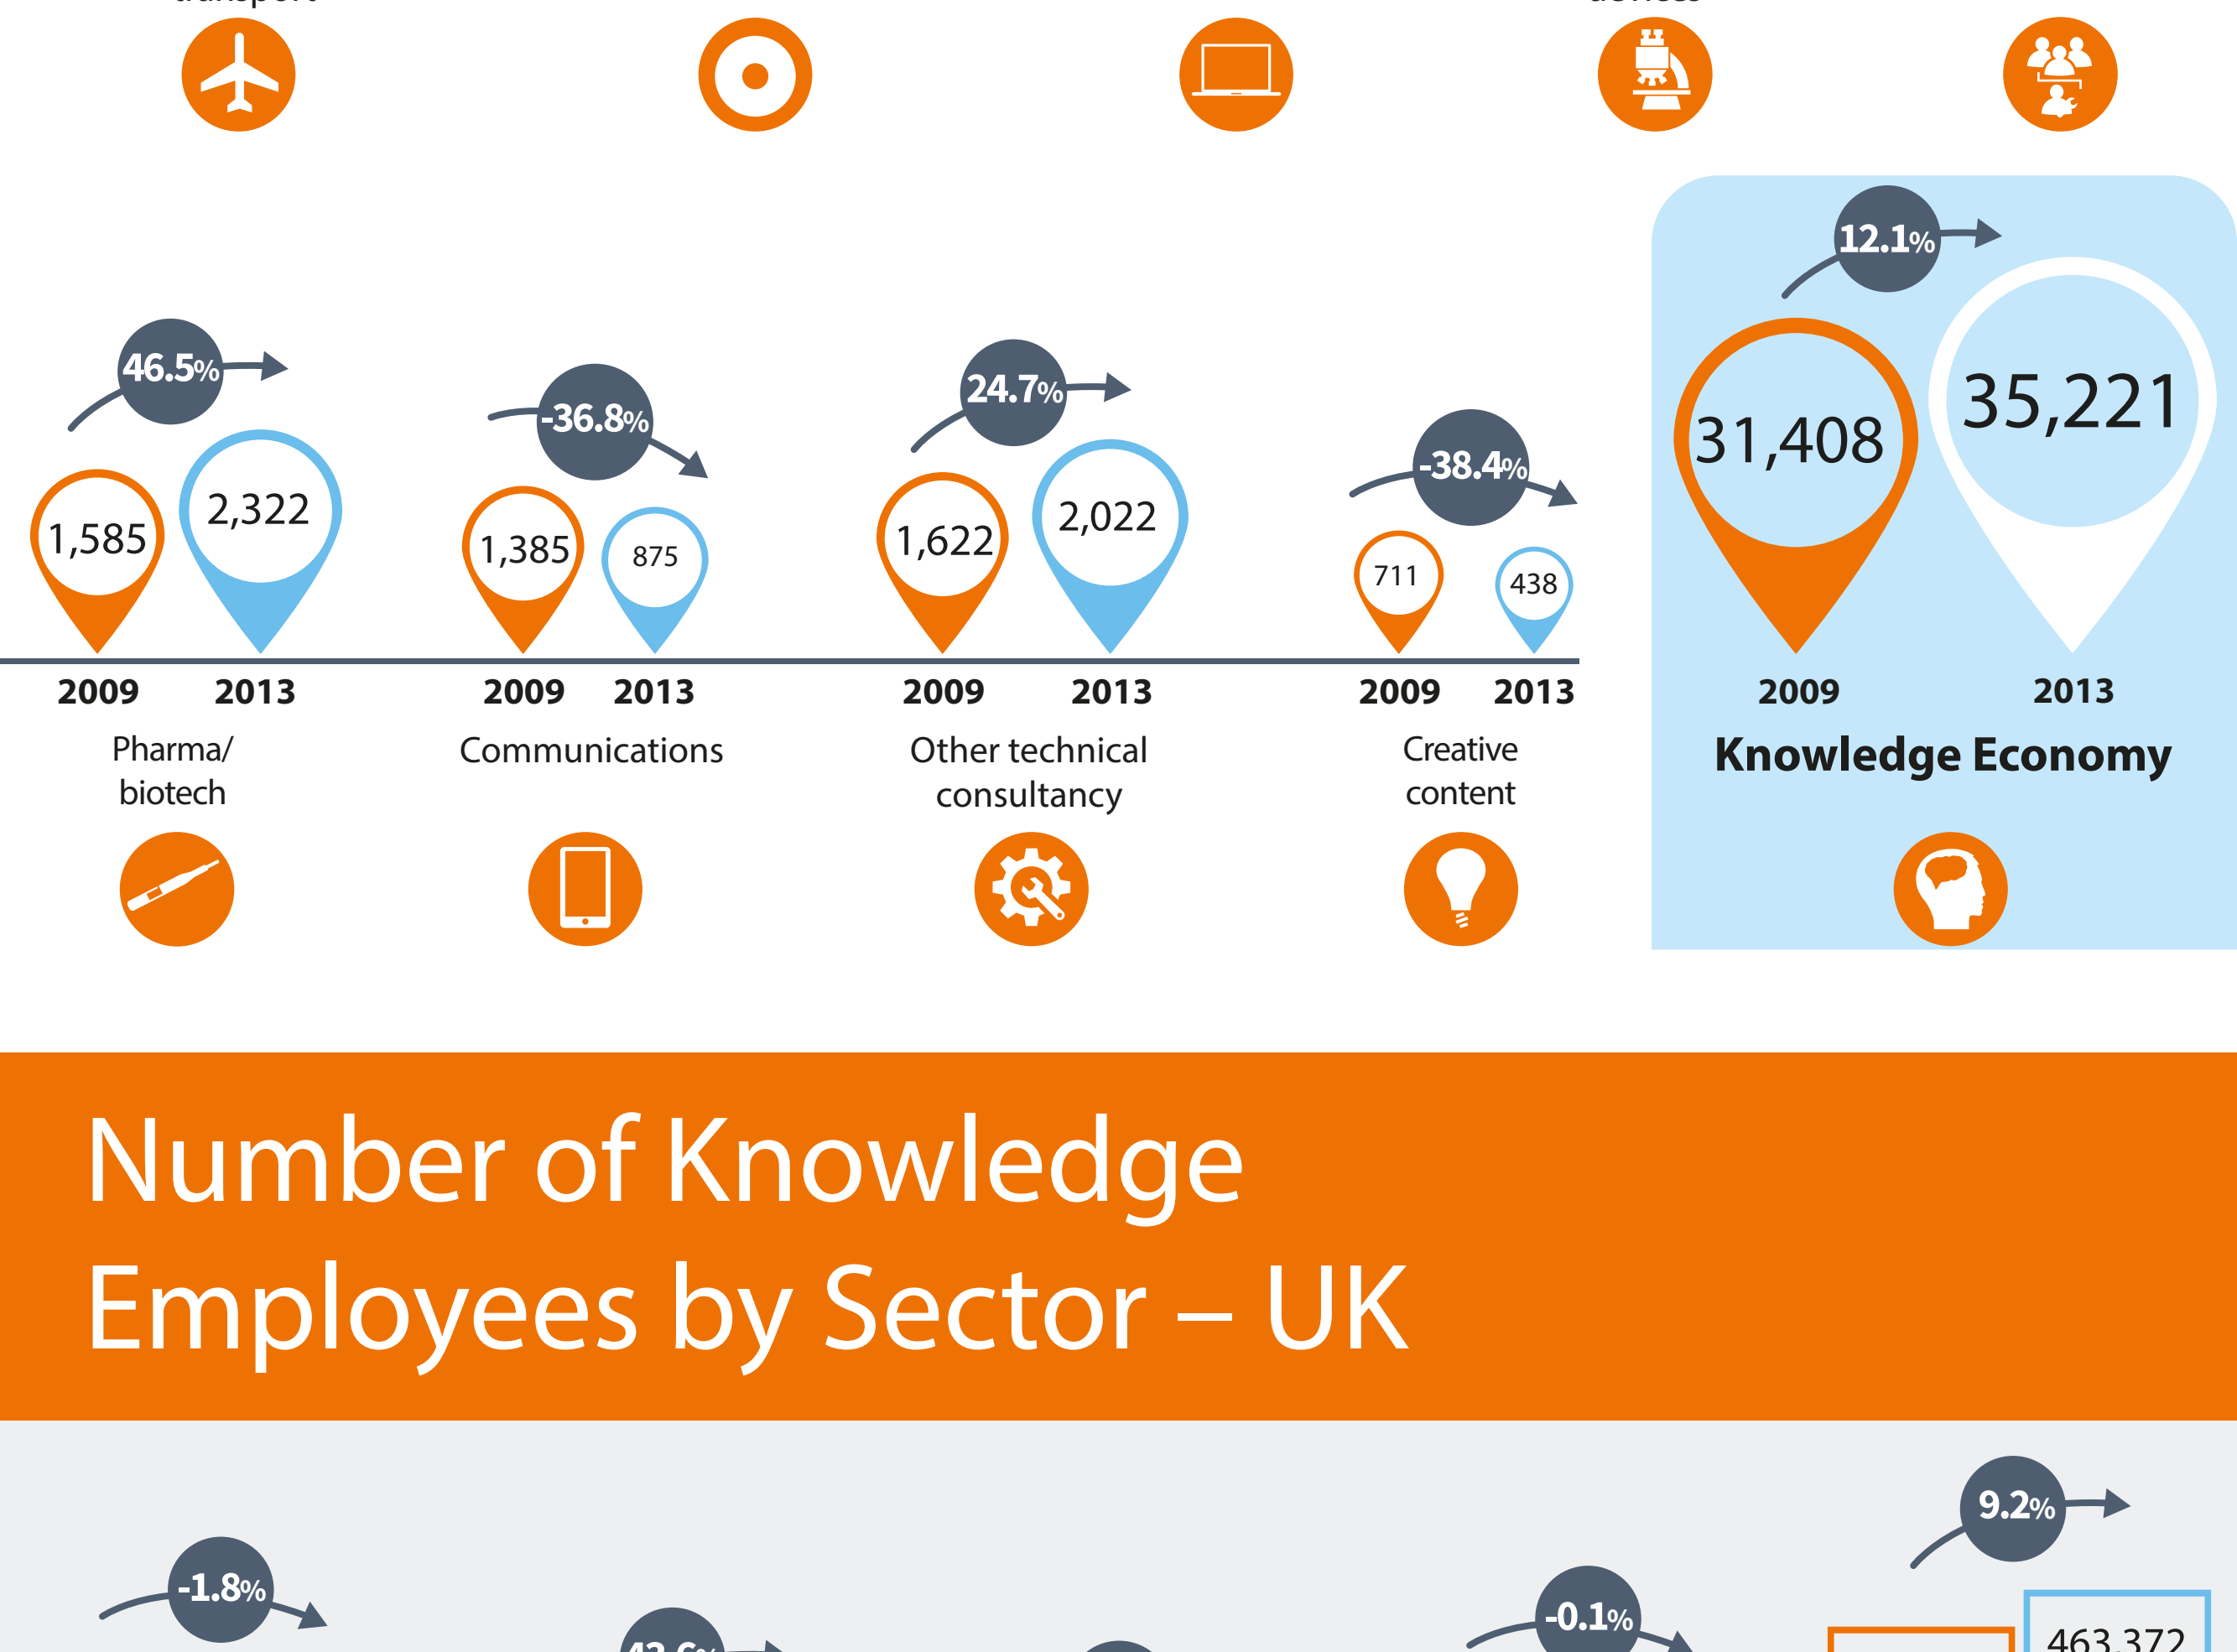 46.5%
-36.8%
24.7%
-38.4%
12.1%
1,585
2,322
1,385
875
1,622
2,022
711
438
31,408
35,221
2009 2013
2009 2013
2009 2013
2009 2013
2009 2013
Pharma/
biotech
Communications
Other technical
consultancy
Creative
content
Knowledge Economy
Number of Knowledge
Employees by Sector – UK
-1.8%
-0.1%
9.2%
463,372